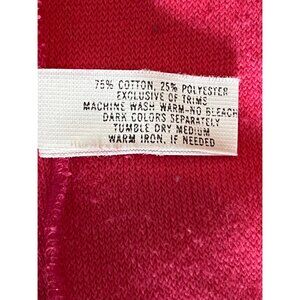 75% COTTON, 25% POLYESTER
EXCLUSIVE OF TRIMS
MACHINE WASH WARM-NO BLEACH
DARK COLORS SEPARATELY
TUMBLE DRY MEDIUM
WARM IRON, IF NEEDED